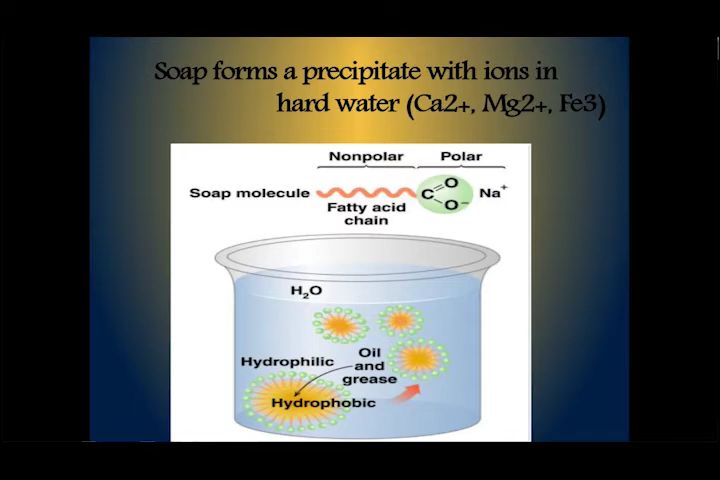 Soap forms a precipitate with ions in
hard water (Ca2+, Mg2+, Fe3)
Nonpolar Polar
Soap molecule
C O O⁻ Na⁺
Fatty acid
chain
H₂O
Hydrophilic
Oil
and
grease
Hydrophobic